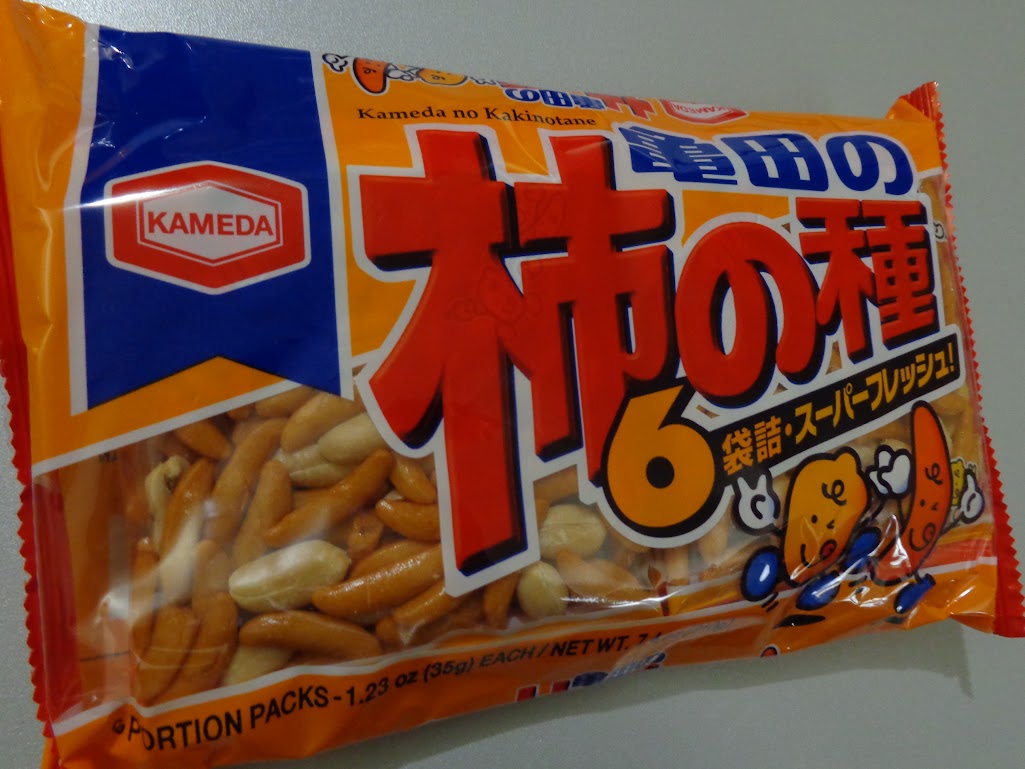 KAMEDA
Kameda no Kakinotane
亀田の
柿の種
6
袋詰・スーパーフレッシュ!
PORTION PACKS - 1.23 oz (35g) EACH / NET WT.